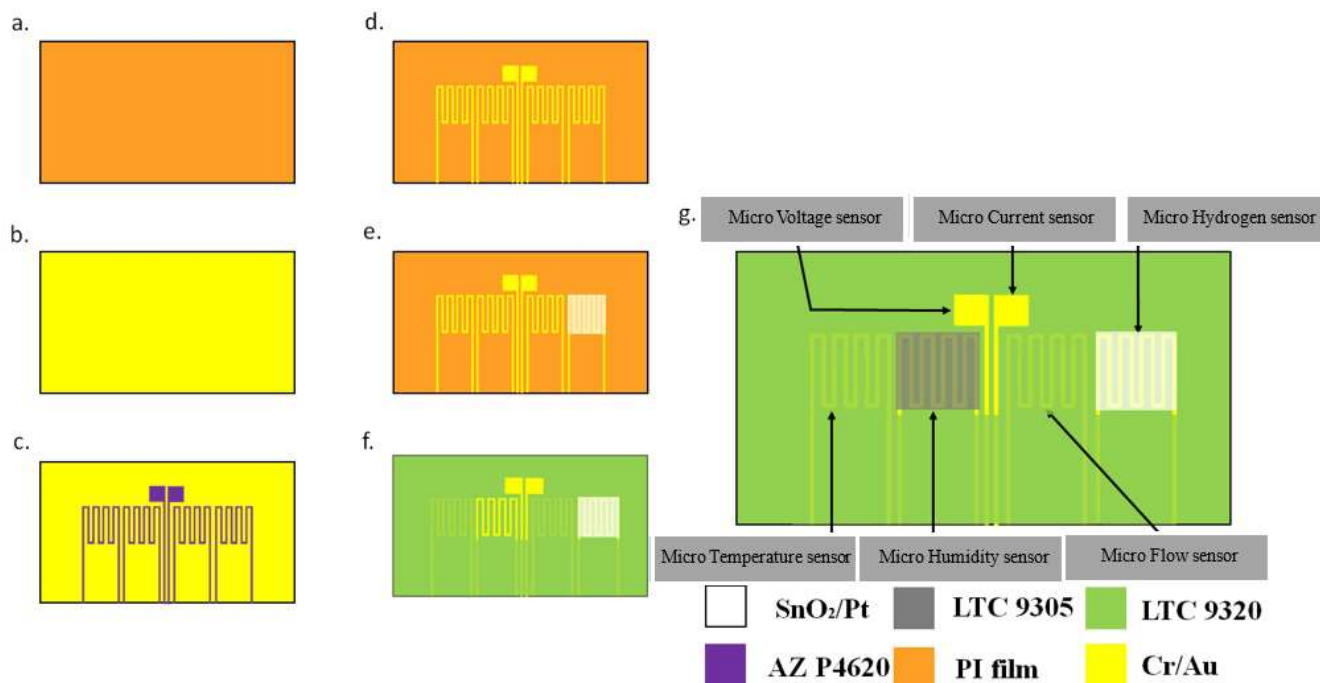 a.
d.
b.
e.
g.
Micro Voltage sensor
Micro Current sensor
Micro Hydrogen sensor
c.
f.
Micro Temperature sensor
Micro Humidity sensor
Micro Flow sensor
SnO₂/Pt
LTC 9305
LTC 9320
AZ P4620
PI film
Cr/Au